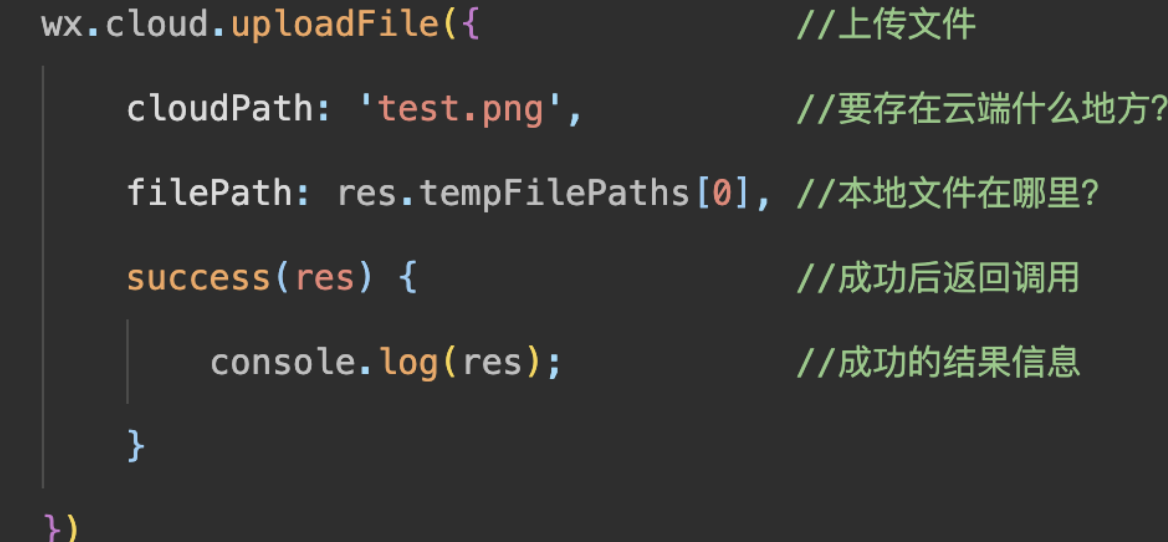 wx.cloud.uploadFile({ //上传文件
cloudPath: 'test.png', //要存在云端什么地方?
filePath: res.tempFilePaths[0], //本地文件在哪里?
success(res) { //成功后返回调用
console.log(res); //成功的结果信息
}
})